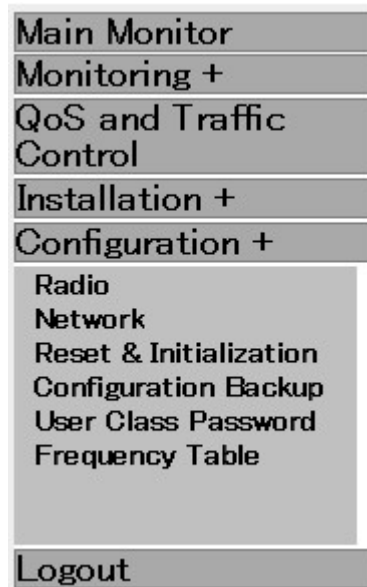 Main Monitor
Monitoring +
QoS and Traffic
Control
Installation +
Configuration +
Radio
Network
Reset & Initialization
Configuration Backup
User Class Password
Frequency Table
Logout